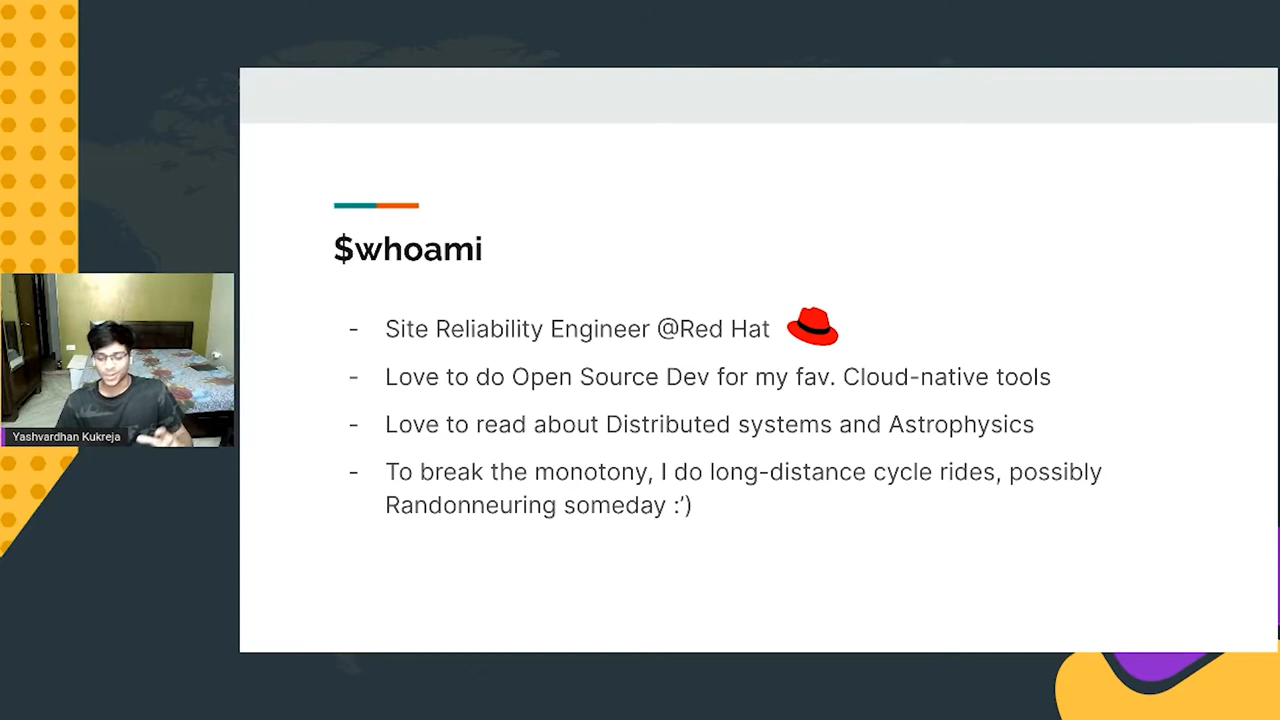 $whoami
- Site Reliability Engineer @Red Hat
- Love to do Open Source Dev for my fav. Cloud-native tools
- Love to read about Distributed systems and Astrophysics
- To break the monotony, I do long-distance cycle rides, possibly
Randonneuring someday :’)
Yashvardhan Kukreja